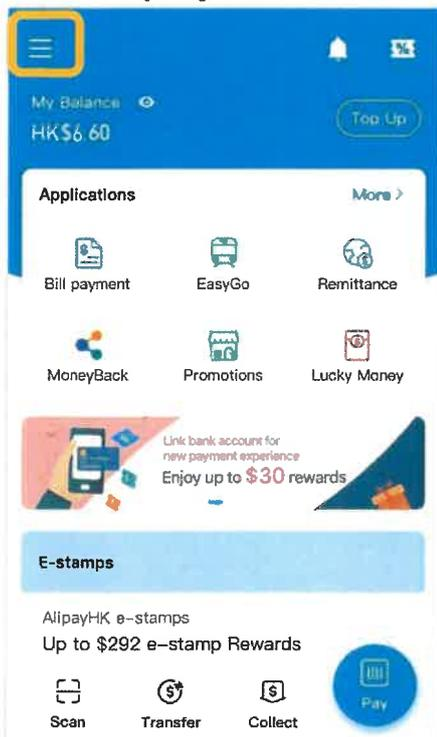 My Balance
HK$6.60
Top Up
Applications
More >
Bill payment
EasyGo
Remittance
MoneyBack
Promotions
Lucky Money
Link bank account for
new payment experience
Enjoy up to $30 rewards
E-stamps
AlipayHK e-stamps
Up to $292 e-stamp Rewards
Scan
Transfer
Collect
Pay